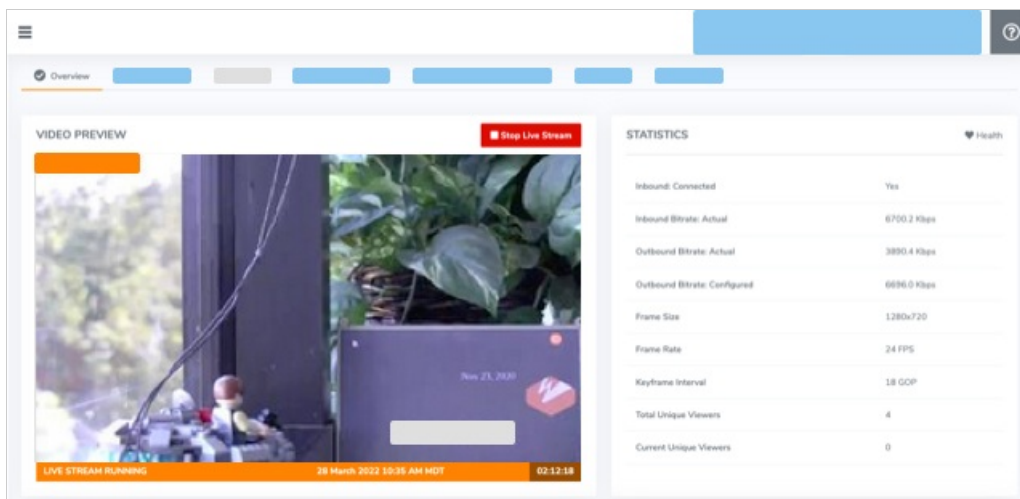 Overview
VIDEO PREVIEW
Stop Live Stream
Nov 23, 2020
LIVE STREAM RUNNING 28 March 2022 10:35 AM MDT 02:12:18
STATISTICS Health
Inbound: Connected Yes
Inbound Bitrate: Actual 6700.2 Kbps
Outbound Bitrate: Actual 3890.4 Kbps
Outbound Bitrate: Configured 6696.0 Kbps
Frame Size 1280x720
Frame Rate 24 FPS
Keyframe Interval 18 GOP
Total Unique Viewers 4
Current Unique Viewers 0